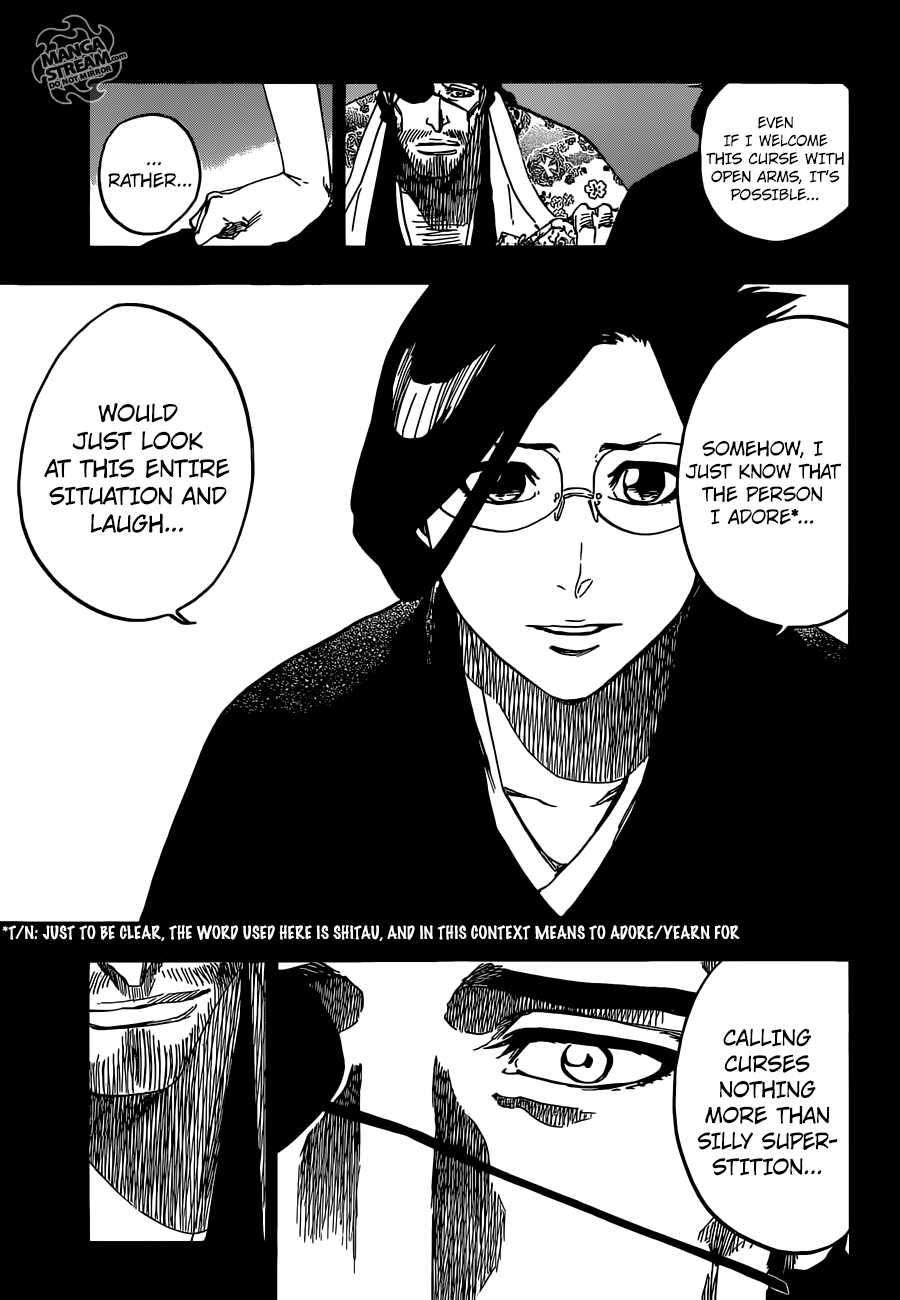 MANGA
STREAM.com
DO NOT MIRROR
EVEN
IF I WELCOME
THIS CURSE WITH
OPEN ARMS, IT'S
POSSIBLE...
...
RATHER...
SOMEHOW, I
JUST KNOW THAT
THE PERSON
I ADORE*...
WOULD
JUST LOOK
AT THIS ENTIRE
SITUATION AND
LAUGH...
*T/N: JUST TO BE CLEAR, THE WORD USED HERE IS SHITAU, AND IN THIS CONTEXT MEANS TO ADORE/YEARN FOR
CALLING
CURSES
NOTHING
MORE THAN
SILLY SUPER-
STITION...